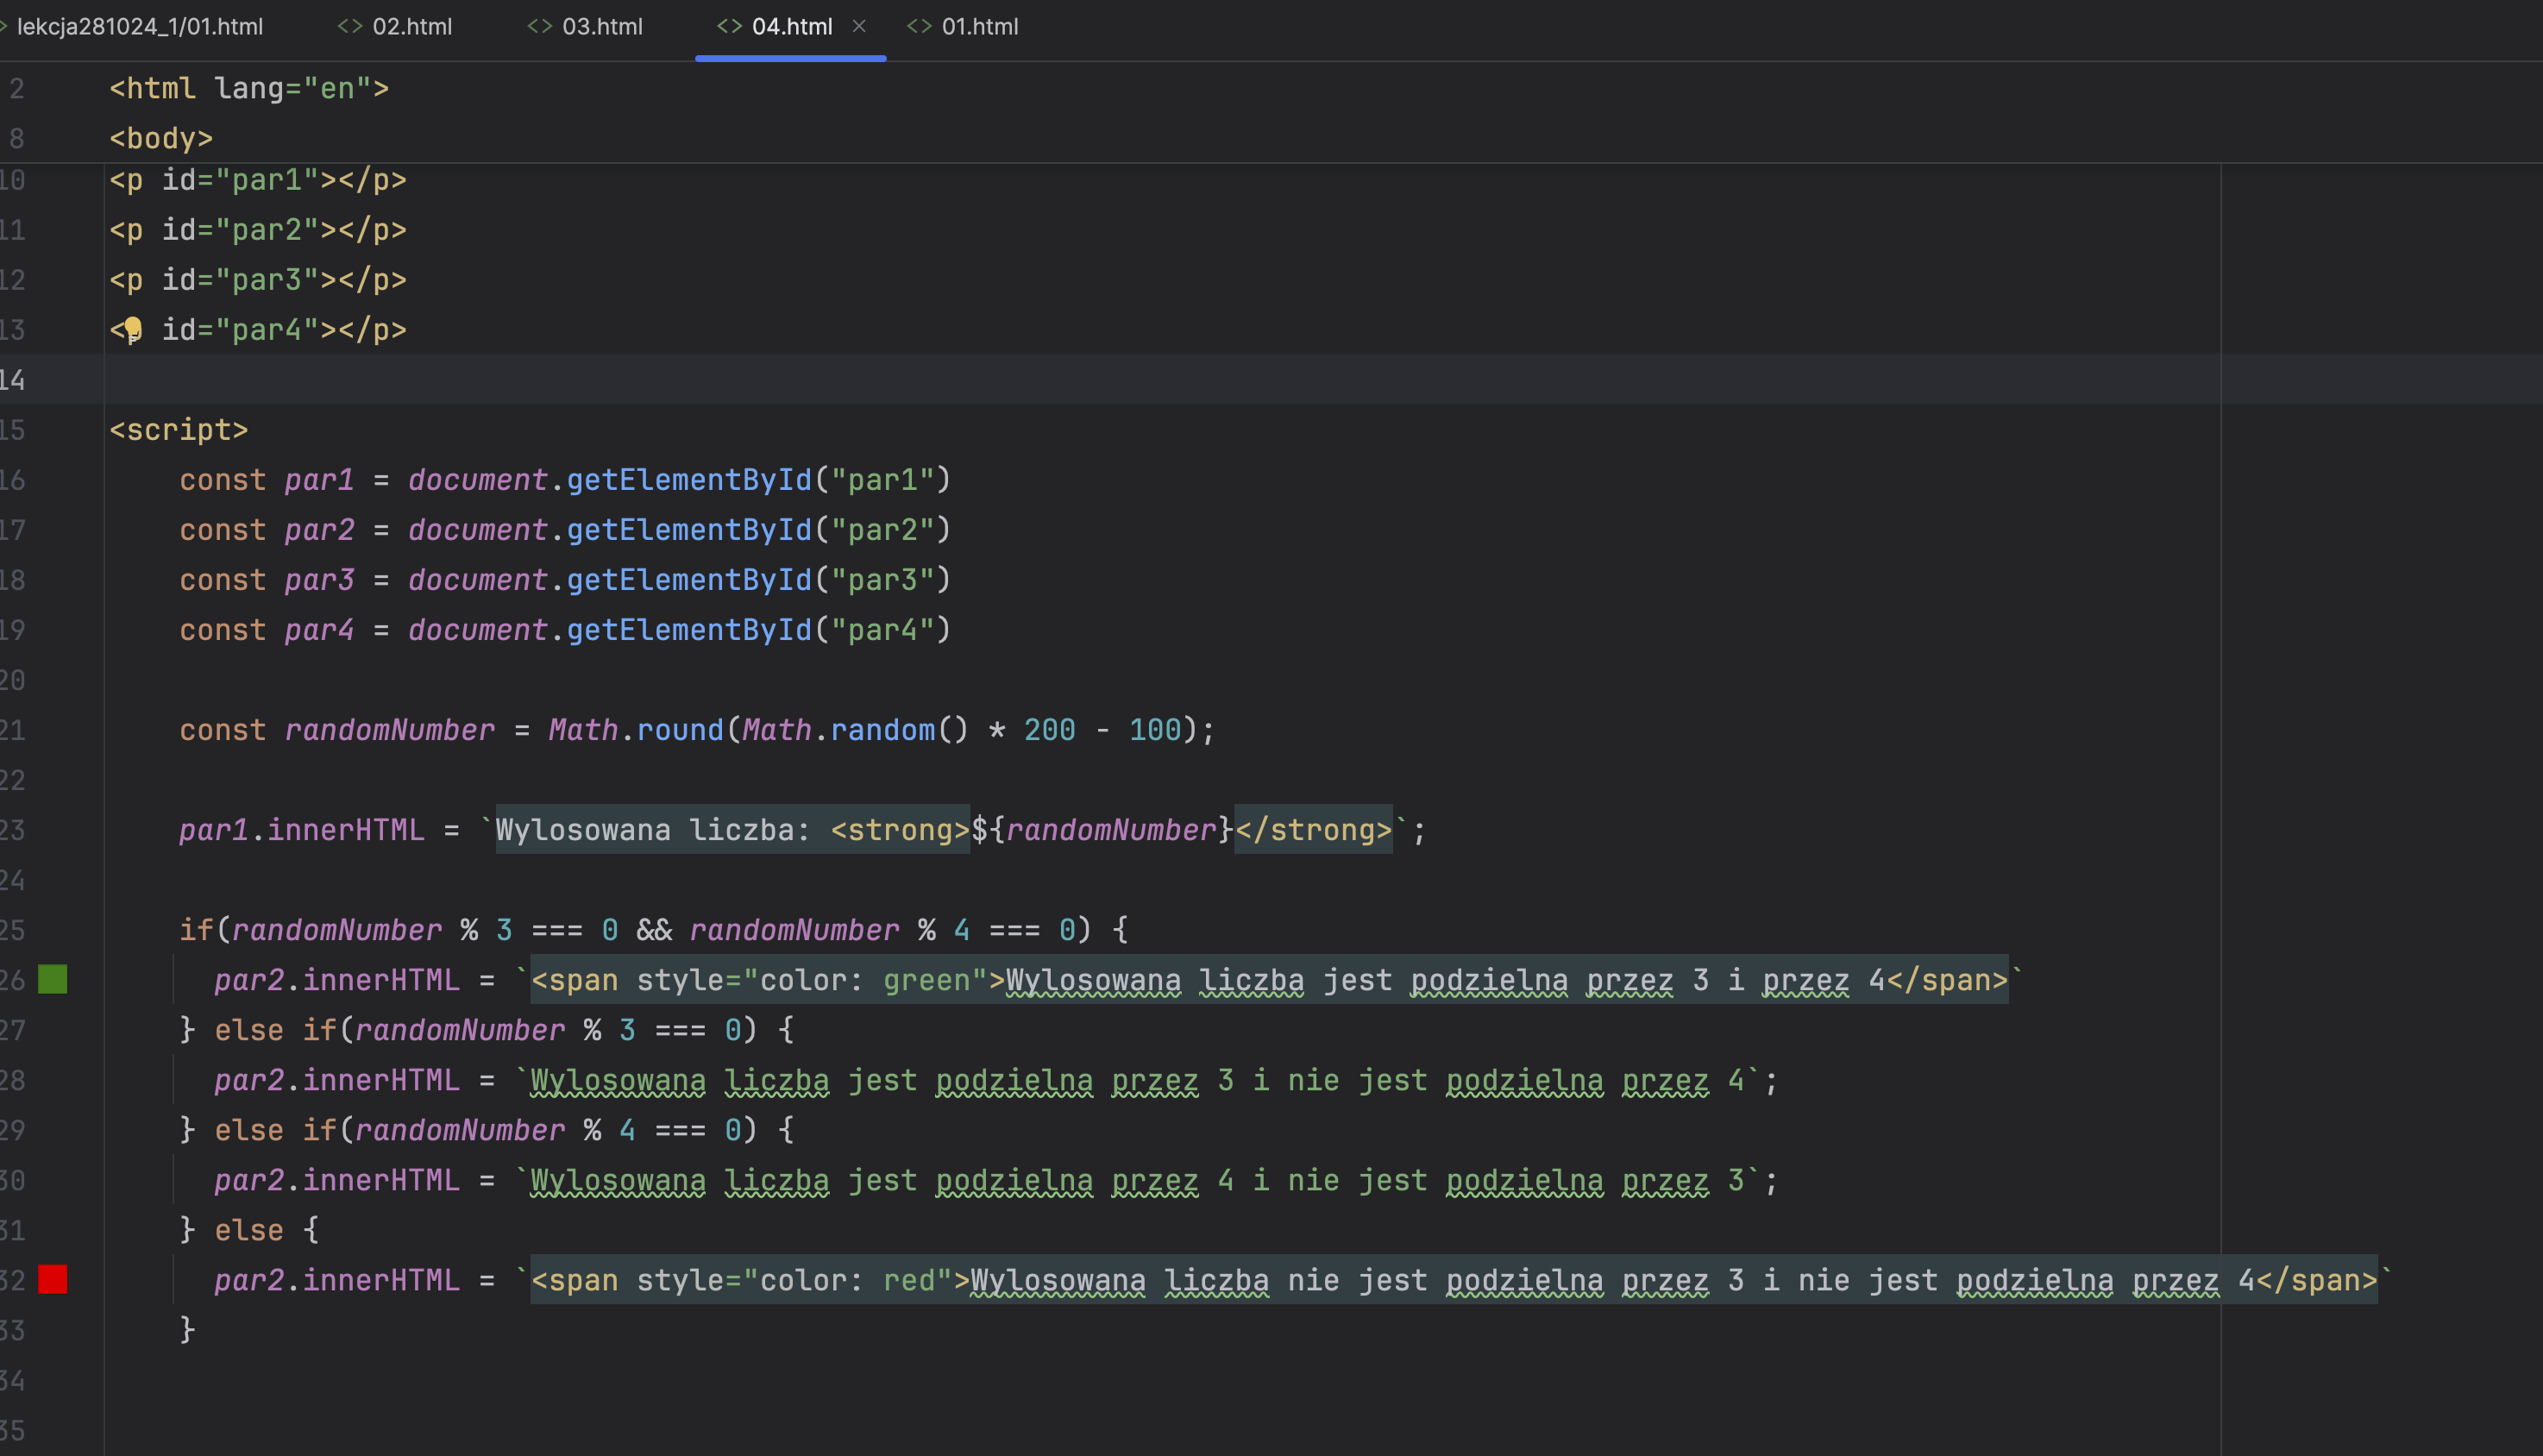 lekcja281024_1/01.html <> 02.html <> 03.html <> 04.html × <> 01.html
2 <html lang="en">
8 <body>
10 <p id="par1"></p>
11 <p id="par2"></p>
12 <p id="par3"></p>
13 < id="par4"></p>
14
15 <script>
16 const par1 = document.getElementById("par1")
17 const par2 = document.getElementById("par2")
18 const par3 = document.getElementById("par3")
19 const par4 = document.getElementById("par4")
20
21 const randomNumber = Math.round(Math.random() * 200 - 100);
22
23 par1.innerHTML = `Wylosowana liczba: <strong>${randomNumber}</strong>`;
24
25 if(randomNumber % 3 === 0 && randomNumber % 4 === 0) {
26 par2.innerHTML = `<span style="color: green">Wylosowana liczba jest podzielna przez 3 i przez 4</span>`
27 } else if(randomNumber % 3 === 0) {
28 par2.innerHTML = `Wylosowana liczba jest podzielna przez 3 i nie jest podzielna przez 4`;
29 } else if(randomNumber % 4 === 0) {
30 par2.innerHTML = `Wylosowana liczba jest podzielna przez 4 i nie jest podzielna przez 3`;
31 } else {
32 par2.innerHTML = `<span style="color: red">Wylosowana liczba nie jest podzielna przez 3 i nie jest podzielna przez 4</span>`
33 }
34
35